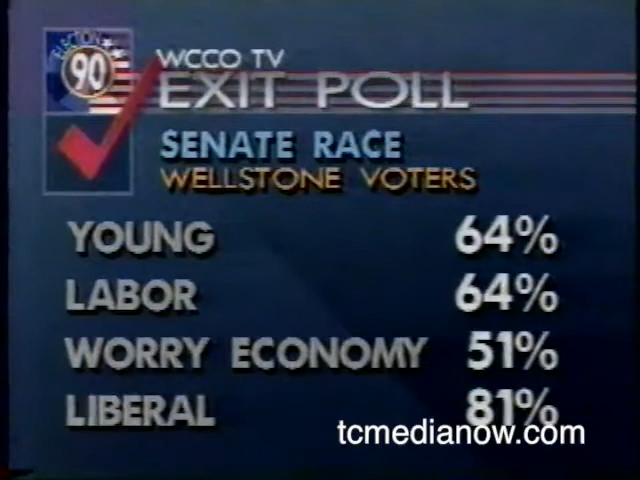 ELECTION
90
WCCO TV
EXIT POLL
SENATE RACE
WELLSTONE VOTERS
YOUNG 64%
LABOR 64%
WORRY ECONOMY 51%
LIBERAL 81%
tcmedianow.com